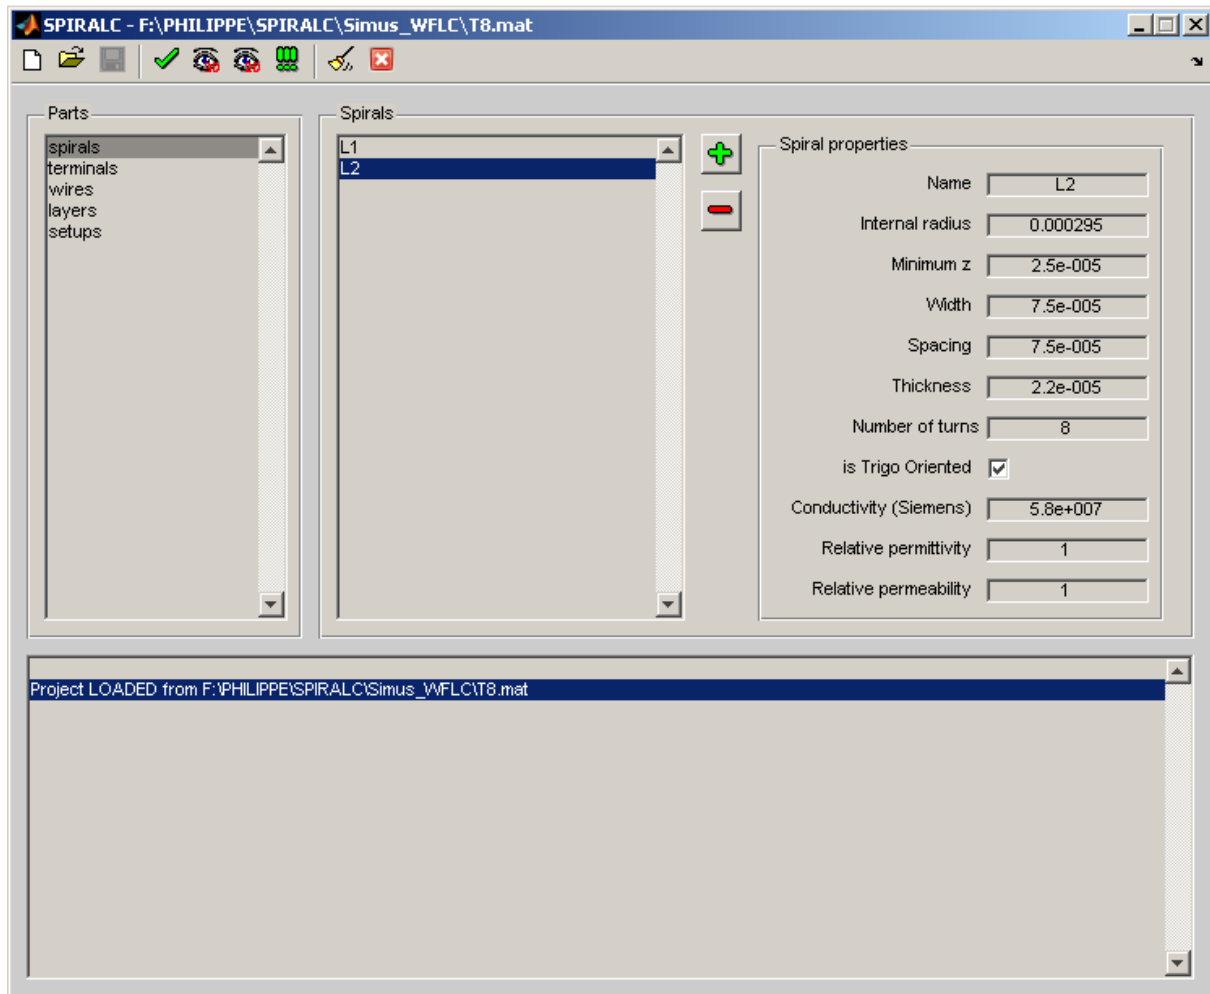 SPIRALC - F:\PHILIPPE\SPIRALC\Simus_WFLC\T8.mat
Parts
spirals
terminals
wires
layers
setups
Spirals
L1
L2
Spiral properties
Name L2
Internal radius 0.000295
Minimum z 2.5e-005
Width 7.5e-005
Spacing 7.5e-005
Thickness 2.2e-005
Number of turns 8
is Trigo Oriented
Conductivity (Siemens) 5.8e+007
Relative permittivity 1
Relative permeability 1
Project LOADED from F:\PHILIPPE\SPIRALC\Simus_WFLC\T8.mat